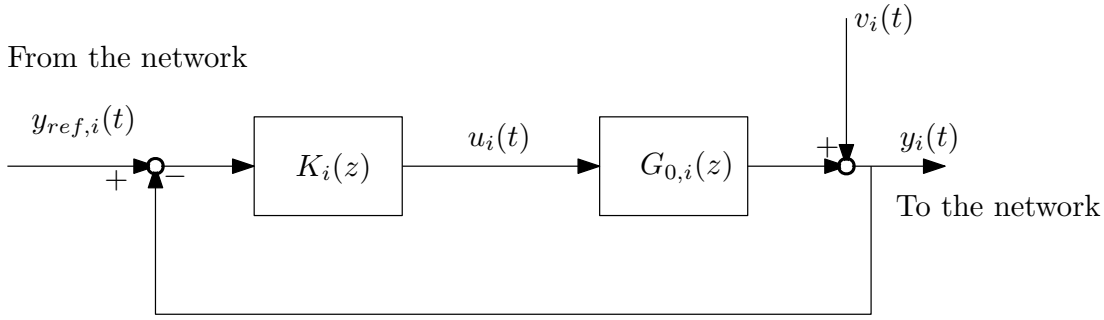 v_i(t)
From the network
y_{ref,i}(t)
u_i(t)
y_i(t)
+
K_i(z)
G_{0,i}(z)
+
−
To the network